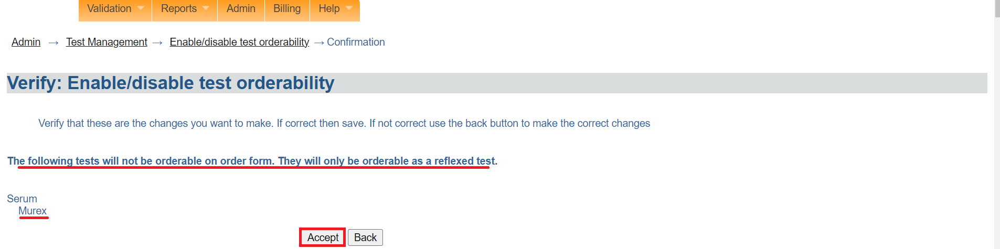 Validation Reports Admin Billing Help
Admin → Test Management → Enable/disable test orderability → Confirmation
Verify: Enable/disable test orderability
Verify that these are the changes you want to make. If correct then save. If not correct use the back button to make the correct changes
The following tests will not be orderable on order form. They will only be orderable as a reflexed test.
Serum
Murex
Accept Back